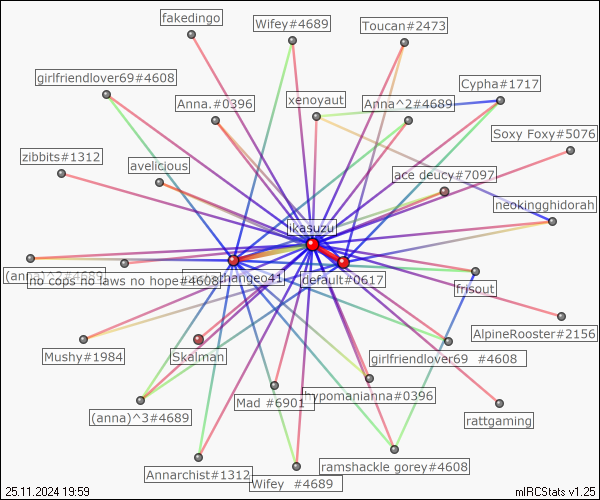 fakedingo
Wifey#4689
Toucan#2473
girlfriendlover69#4608
Anna.#0396
xenoyaut
Anna^2#4689
Cypha#1717
Soxy Foxy#5076
zibbits#1312
avelicious
ace deucy#7097
neokingghidorah
ikasuzu
(anna)^2#4689
no cops no laws no hope#4608
hangeo41
default#0617
frisout
Mushy#1984
Skalman
girlfriendlover69 #4608
AlpineRooster#2156
(anna)^3#4689
Mad #6901
hypomanianna#0396
rattgaming
Annarchist#1312
Wifey #4689
ramshackle gorey#4608
25.11.2024 19:59
mIRCStats v1.25